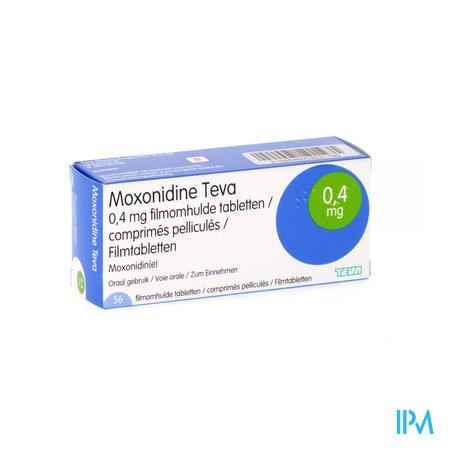 Moxonidine Teva
0,4 mg filmomhulde tabletten /
comprimés pelliculés /
Filmtabletten
Moxonidin(e)
Oraal gebruik / Voie orale / Zum Einnehmen
56 filmomhulde tabletten / comprimés pelliculés / Filmtabletten
0,4
mg
TEVA
Moxonidine
Teva
IPM